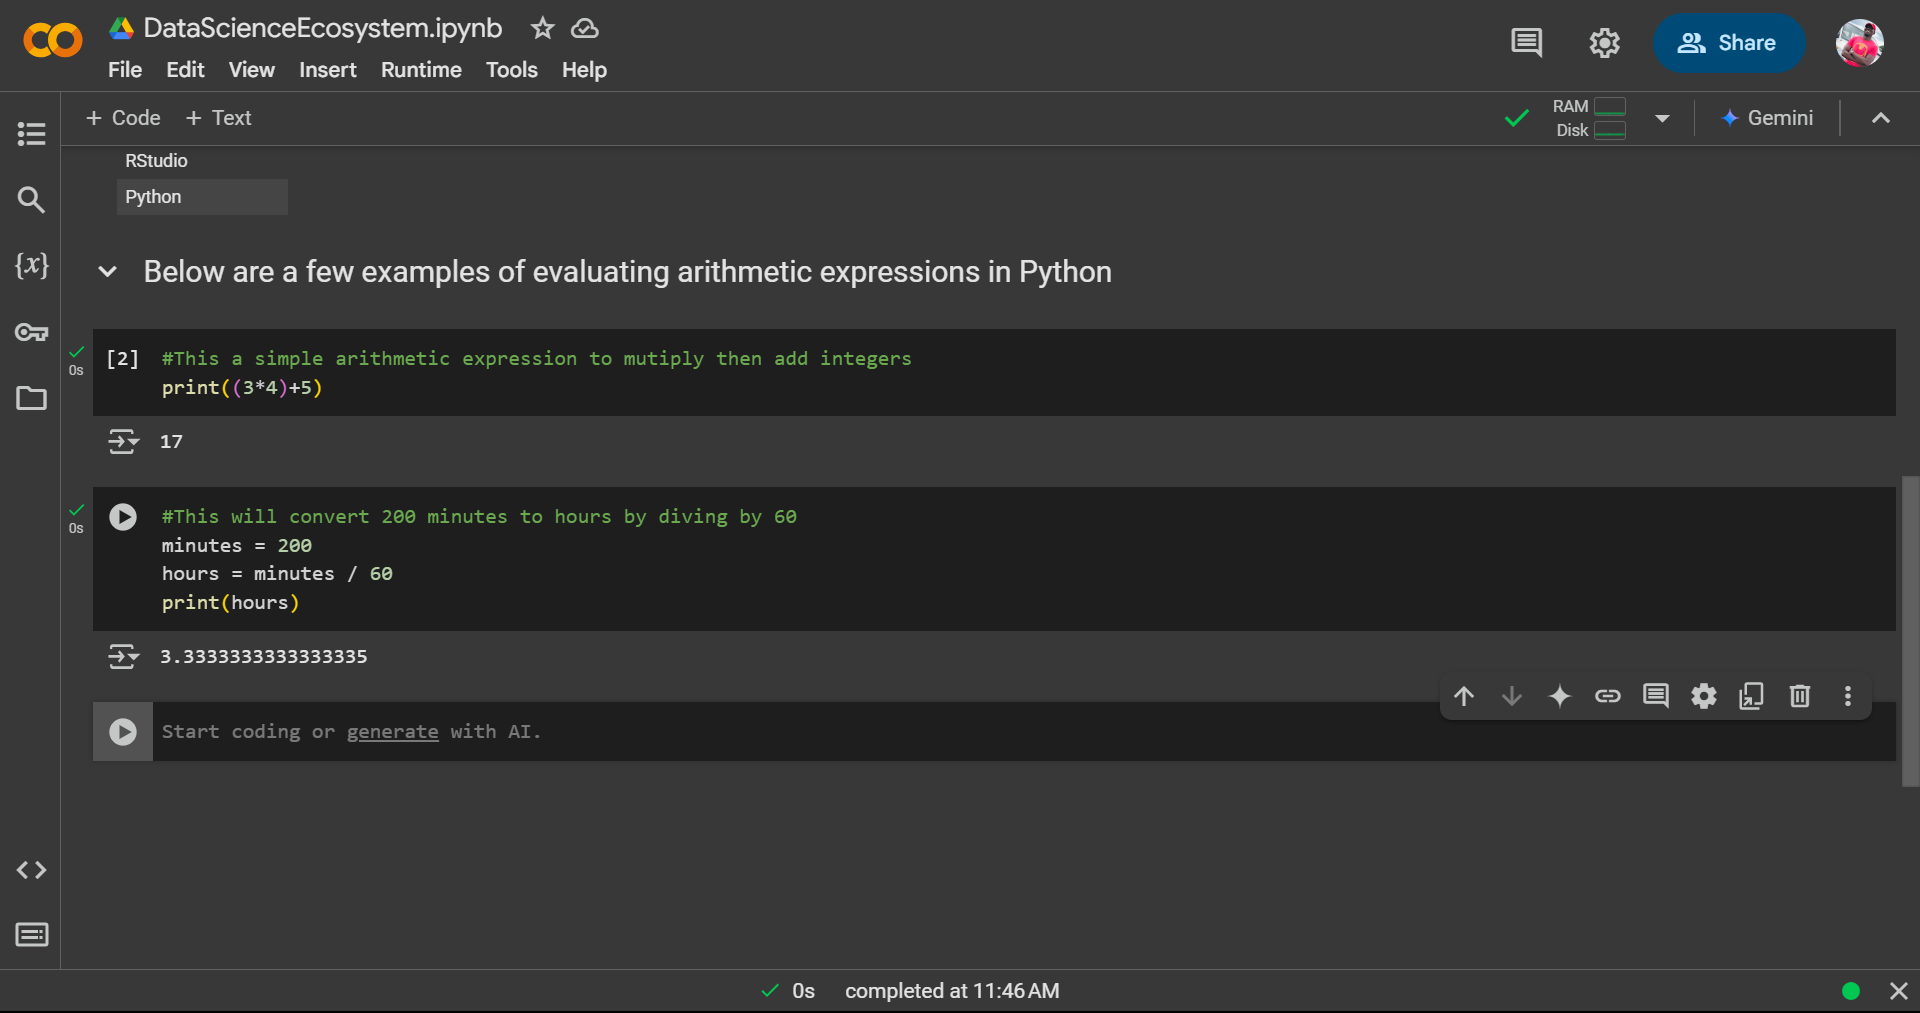 DataScienceEcosystem.ipynb
File Edit View Insert Runtime Tools Help
Share
+ Code + Text
RAM
Disk
Gemini
RStudio
Python
Below are a few examples of evaluating arithmetic expressions in Python
0s
[2] #This a simple arithmetic expression to mutiply then add integers
print((3*4)+5)
17
0s
#This will convert 200 minutes to hours by diving by 60
minutes = 200
hours = minutes / 60
print(hours)
3.3333333333333335
Start coding or generate with AI.
0s completed at 11:46 AM